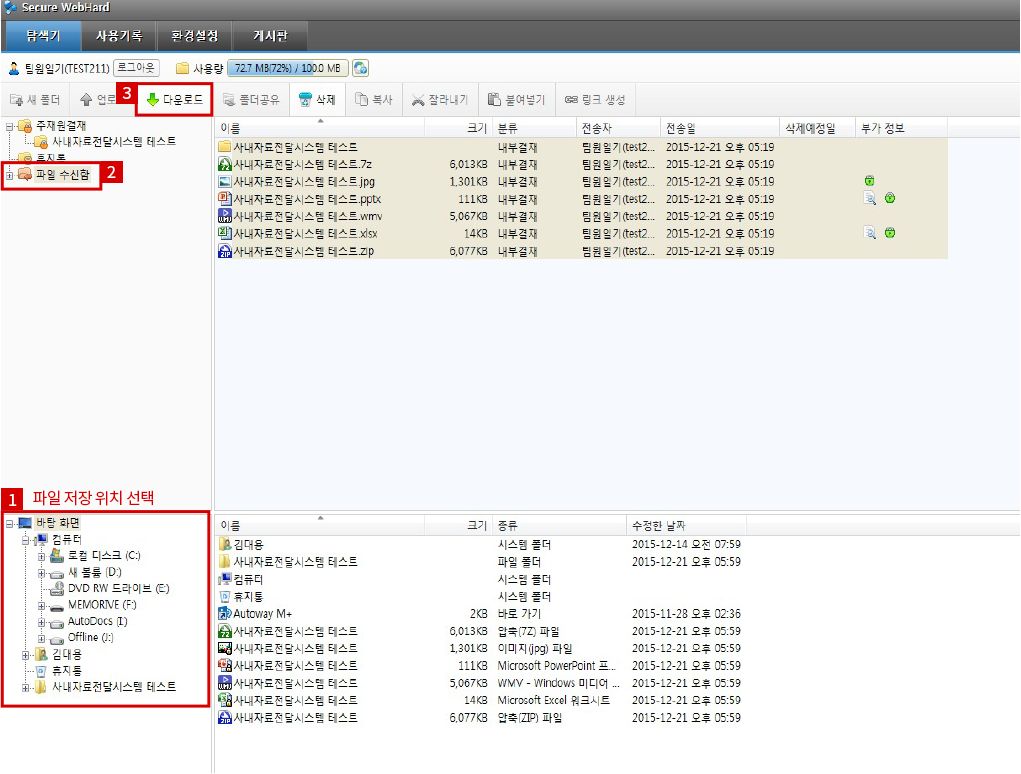 Secure WebHard
탐색기 사용기록 환경설정 게시판
팀원일기(TEST211) 로그아웃 사용량 72.7 MB(72%) / 100.0 MB
새 폴더 업로 3 다운로드 폴더공유 삭제 복사 잘라내기 붙여넣기 링크 생성
주재원결재
사내자료전달시스템 테스트
휴지통
파일 수신함 2
이름 크기 분류 전송자 전송일 삭제예정일 부가 정보
사내자료전달시스템 테스트 내부결재 팀원일기(test2... 2015-12-21 오후 05:19
사내자료전달시스템 테스트.7z 6,013KB 내부결재 팀원일기(test2... 2015-12-21 오후 05:19
사내자료전달시스템 테스트.jpg 1,301KB 내부결재 팀원일기(test2... 2015-12-21 오후 05:19
사내자료전달시스템 테스트.pptx 111KB 내부결재 팀원일기(test2... 2015-12-21 오후 05:19
사내자료전달시스템 테스트.wmv 5,067KB 내부결재 팀원일기(test2... 2015-12-21 오후 05:19
사내자료전달시스템 테스트.xlsx 14KB 내부결재 팀원일기(test2... 2015-12-21 오후 05:19
사내자료전달시스템 테스트.zip 6,077KB 내부결재 팀원일기(test2... 2015-12-21 오후 05:19
1 파일 저장 위치 선택
바탕 화면
컴퓨터
로컬 디스크 (C:)
새 볼륨 (D:)
DVD RW 드라이브 (E:)
MEMORIVE (F:)
AutoDocs (I:)
Offline (J:)
김대용
휴지통
사내자료전달시스템 테스트
이름 크기 종류 수정한 날짜
김대용 시스템 폴더 2015-12-14 오전 07:59
사내자료전달시스템 테스트 파일 폴더 2015-12-21 오후 05:59
컴퓨터 시스템 폴더
휴지통 시스템 폴더
Autoway M+ 2KB 바로 가기 2015-11-28 오후 02:36
사내자료전달시스템 테스트 6,013KB 압축(7Z) 파일 2015-12-21 오후 05:59
사내자료전달시스템 테스트 1,301KB 이미지(jpg) 파일 2015-12-21 오후 05:59
사내자료전달시스템 테스트 111KB Microsoft PowerPoint 프... 2015-12-21 오후 05:59
사내자료전달시스템 테스트 5,067KB WMV - Windows 미디어 ... 2015-12-21 오후 05:59
사내자료전달시스템 테스트 14KB Microsoft Excel 워크시트 2015-12-21 오후 05:59
사내자료전달시스템 테스트 6,077KB 압축(ZIP) 파일 2015-12-21 오후 05:59